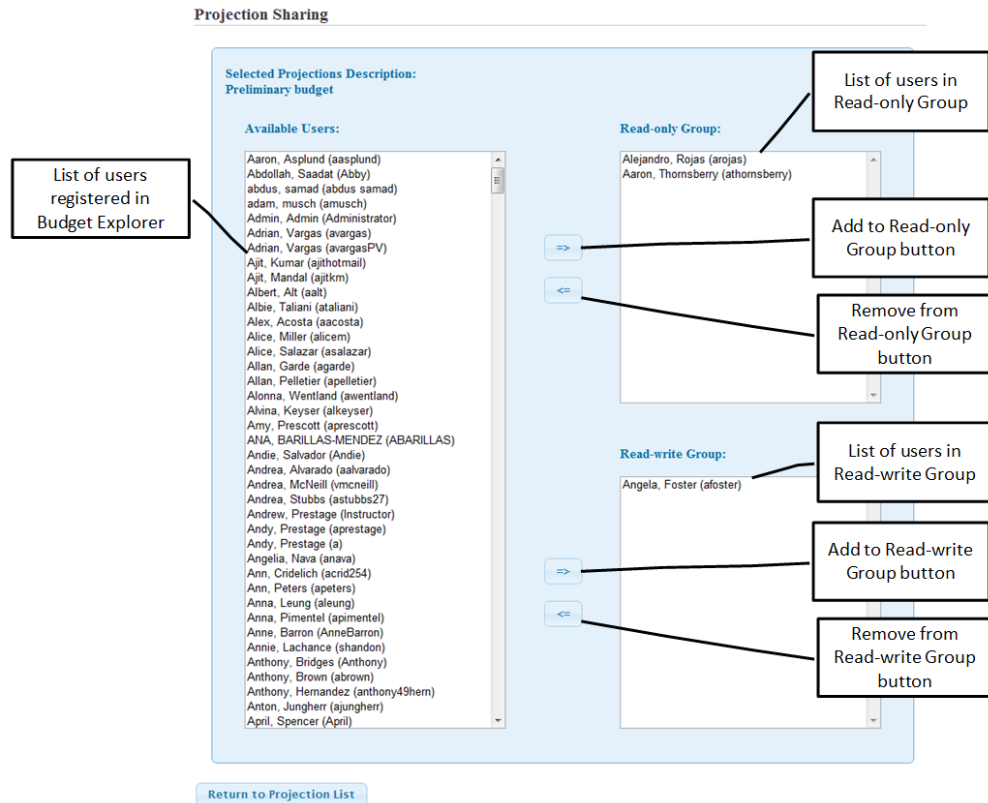 Projection Sharing
Selected Projections Description:
Preliminary budget
Available Users:
Aaron, Asplund (aasplund)
Abdollah, Saadat (Abby)
abdus, samad (abdus samad)
adam, musch (amusch)
Admin, Admin (Administrator)
Adrian, Vargas (avargas)
Adrian, Vargas (avargasPV)
Ajit, Kumar (ajithotmail)
Ajit, Mandal (ajitkm)
Albert, Alt (aalt)
Albie, Taliani (ataliani)
Alex, Acosta (aacosta)
Alice, Miller (alicem)
Alice, Salazar (asalazar)
Allan, Garde (agarde)
Allan, Pelletier (apelletier)
Alonna, Wentland (awentland)
Alvina, Keyser (alkeyser)
Amy, Prescott (aprescott)
ANA, BARILLAS-MENDEZ (ABARILLAS)
Andie, Salvador (Andie)
Andrea, Alvarado (aalvarado)
Andrea, McNeill (vmcneill)
Andrea, Stubbs (astubbs27)
Andrew, Prestage (Instructor)
Andy, Prestage (aprestage)
Andy, Prestage (a)
Angelia, Nava (anava)
Ann, Cridelich (acrid254)
Ann, Peters (apeters)
Anna, Leung (aleung)
Anna, Pimentel (apimentel)
Anne, Barron (AnneBarron)
Annie, Lachance (shandon)
Anthony, Bridges (Anthony)
Anthony, Brown (abrown)
Anthony, Hernandez (anthony49hern)
Anton, Jungherr (ajungherr)
April, Spencer (April)
List of users
registered in
Budget Explorer
=>
<=
=>
<=
Read-only Group:
Alejandro, Rojas (arojas)
Aaron, Thornsberry (athornsberry)
Read-write Group:
Angela, Foster (afoster)
List of users in
Read-only Group
Add to Read-only
Group button
Remove from
Read-only Group
button
List of users in
Read-write Group
Add to Read-write
Group button
Remove from
Read-write Group
button
Return to Projection List